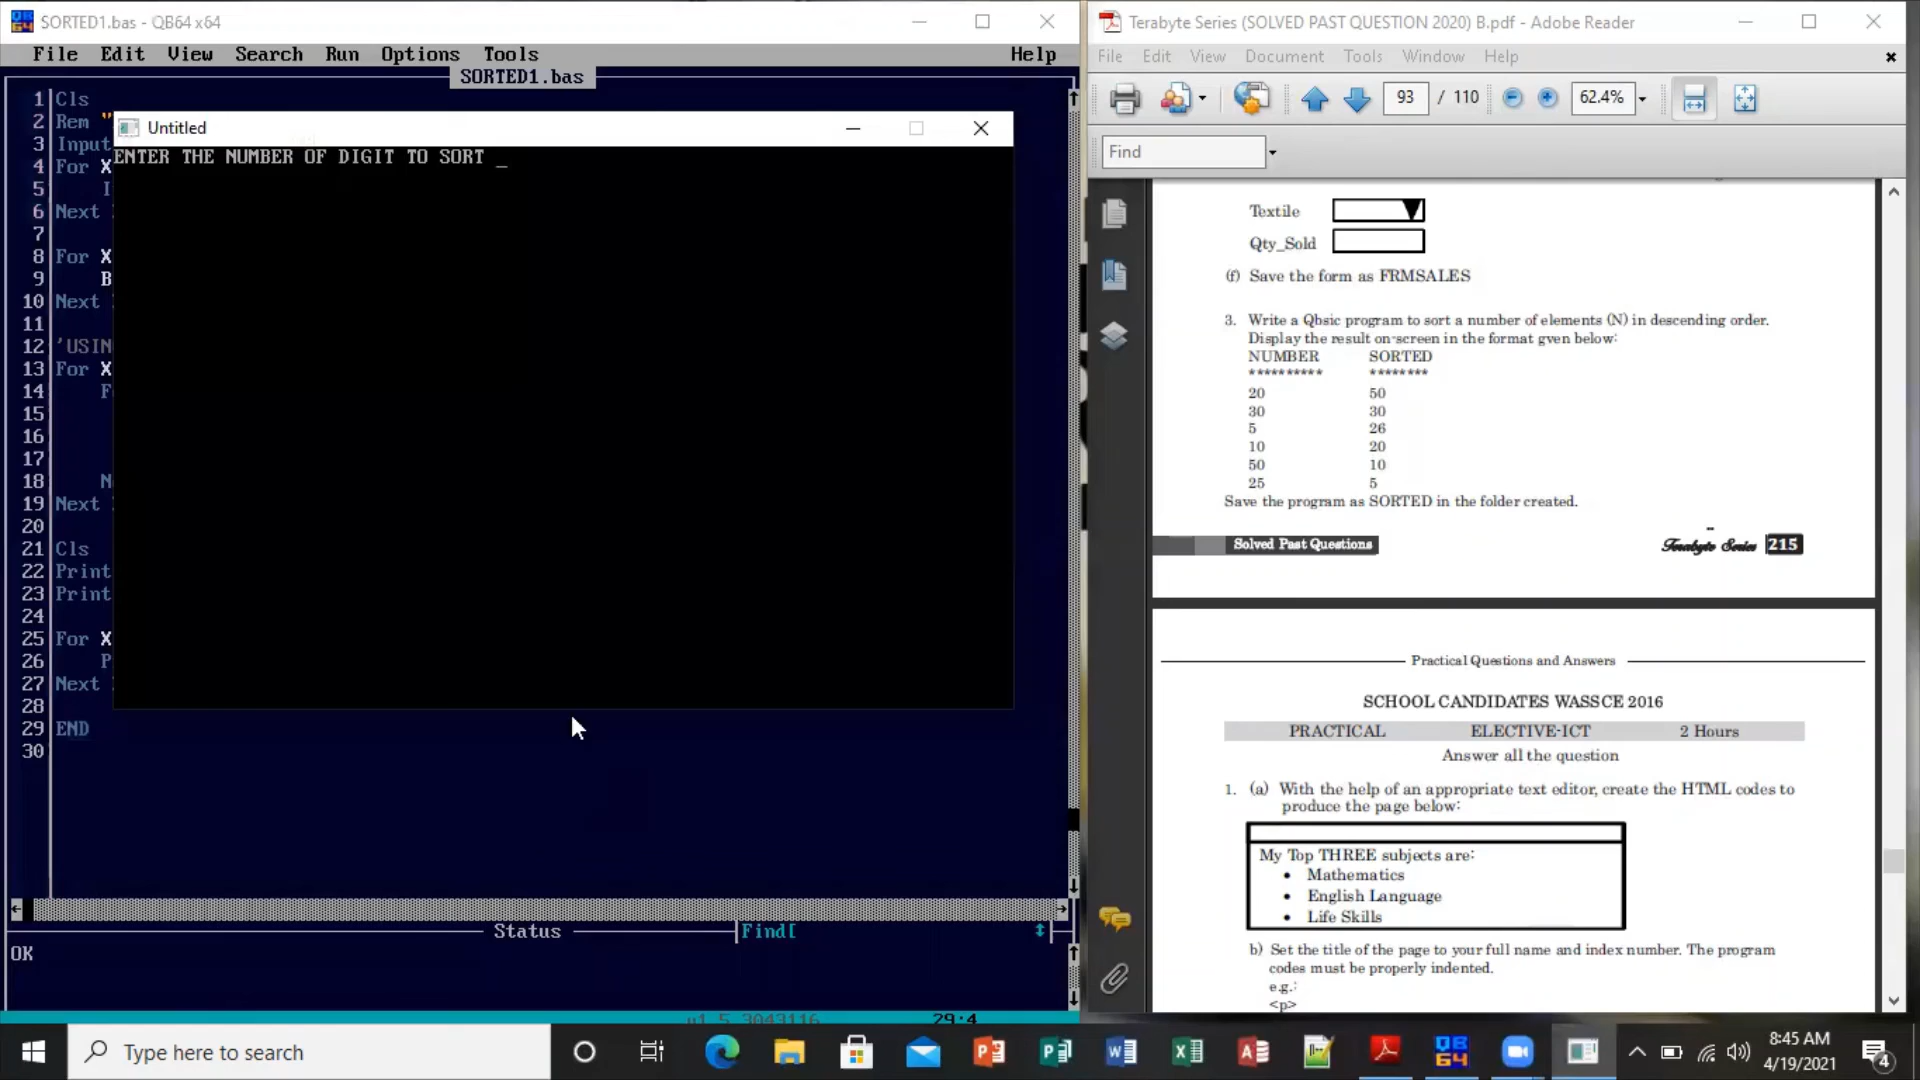 SORTED1.bas - QB64 x64
File Edit View Search Run Options Tools Help
SORTED1.bas
1 Cls
2 Rem "
3 Input
4 For X
5 I
6 Next
7
8 For X
9 B
10 Next
11
12 'USIN
13 For X
14 F
15
16
17
18 N
19 Next
20
21 Cls
22 Print
23 Print
24
25 For X
26 P
27 Next
28
29 END
30
Untitled
ENTER THE NUMBER OF DIGIT TO SORT _
Status
Find[
OK
29:4
Terabyte Series (SOLVED PAST QUESTION 2020) B.pdf - Adobe Reader
File Edit View Document Tools Window Help
93 / 110 62.4%
Find
Textile
Qty_Sold
(f) Save the form as FRMSALES
3. Write a Qbsic program to sort a number of elements (N) in descending order.
Display the result on-screen in the format gven below:
NUMBER SORTED
********** ********
20 50
30 30
5 26
10 20
50 10
25 5
Save the program as SORTED in the folder created.
Solved Past Questions Terabyte Series 215
Practical Questions and Answers
SCHOOL CANDIDATES WASSCE 2016
PRACTICAL ELECTIVE-ICT 2 Hours
Answer all the question
1. (a) With the help of an appropriate text editor, create the HTML codes to
produce the page below:
My Top THREE subjects are:
• Mathematics
• English Language
• Life Skills
b) Set the title of the page to your full name and index number. The program
codes must be properly indented.
e.g.:
<p>
Type here to search
8:45 AM
4/19/2021
4